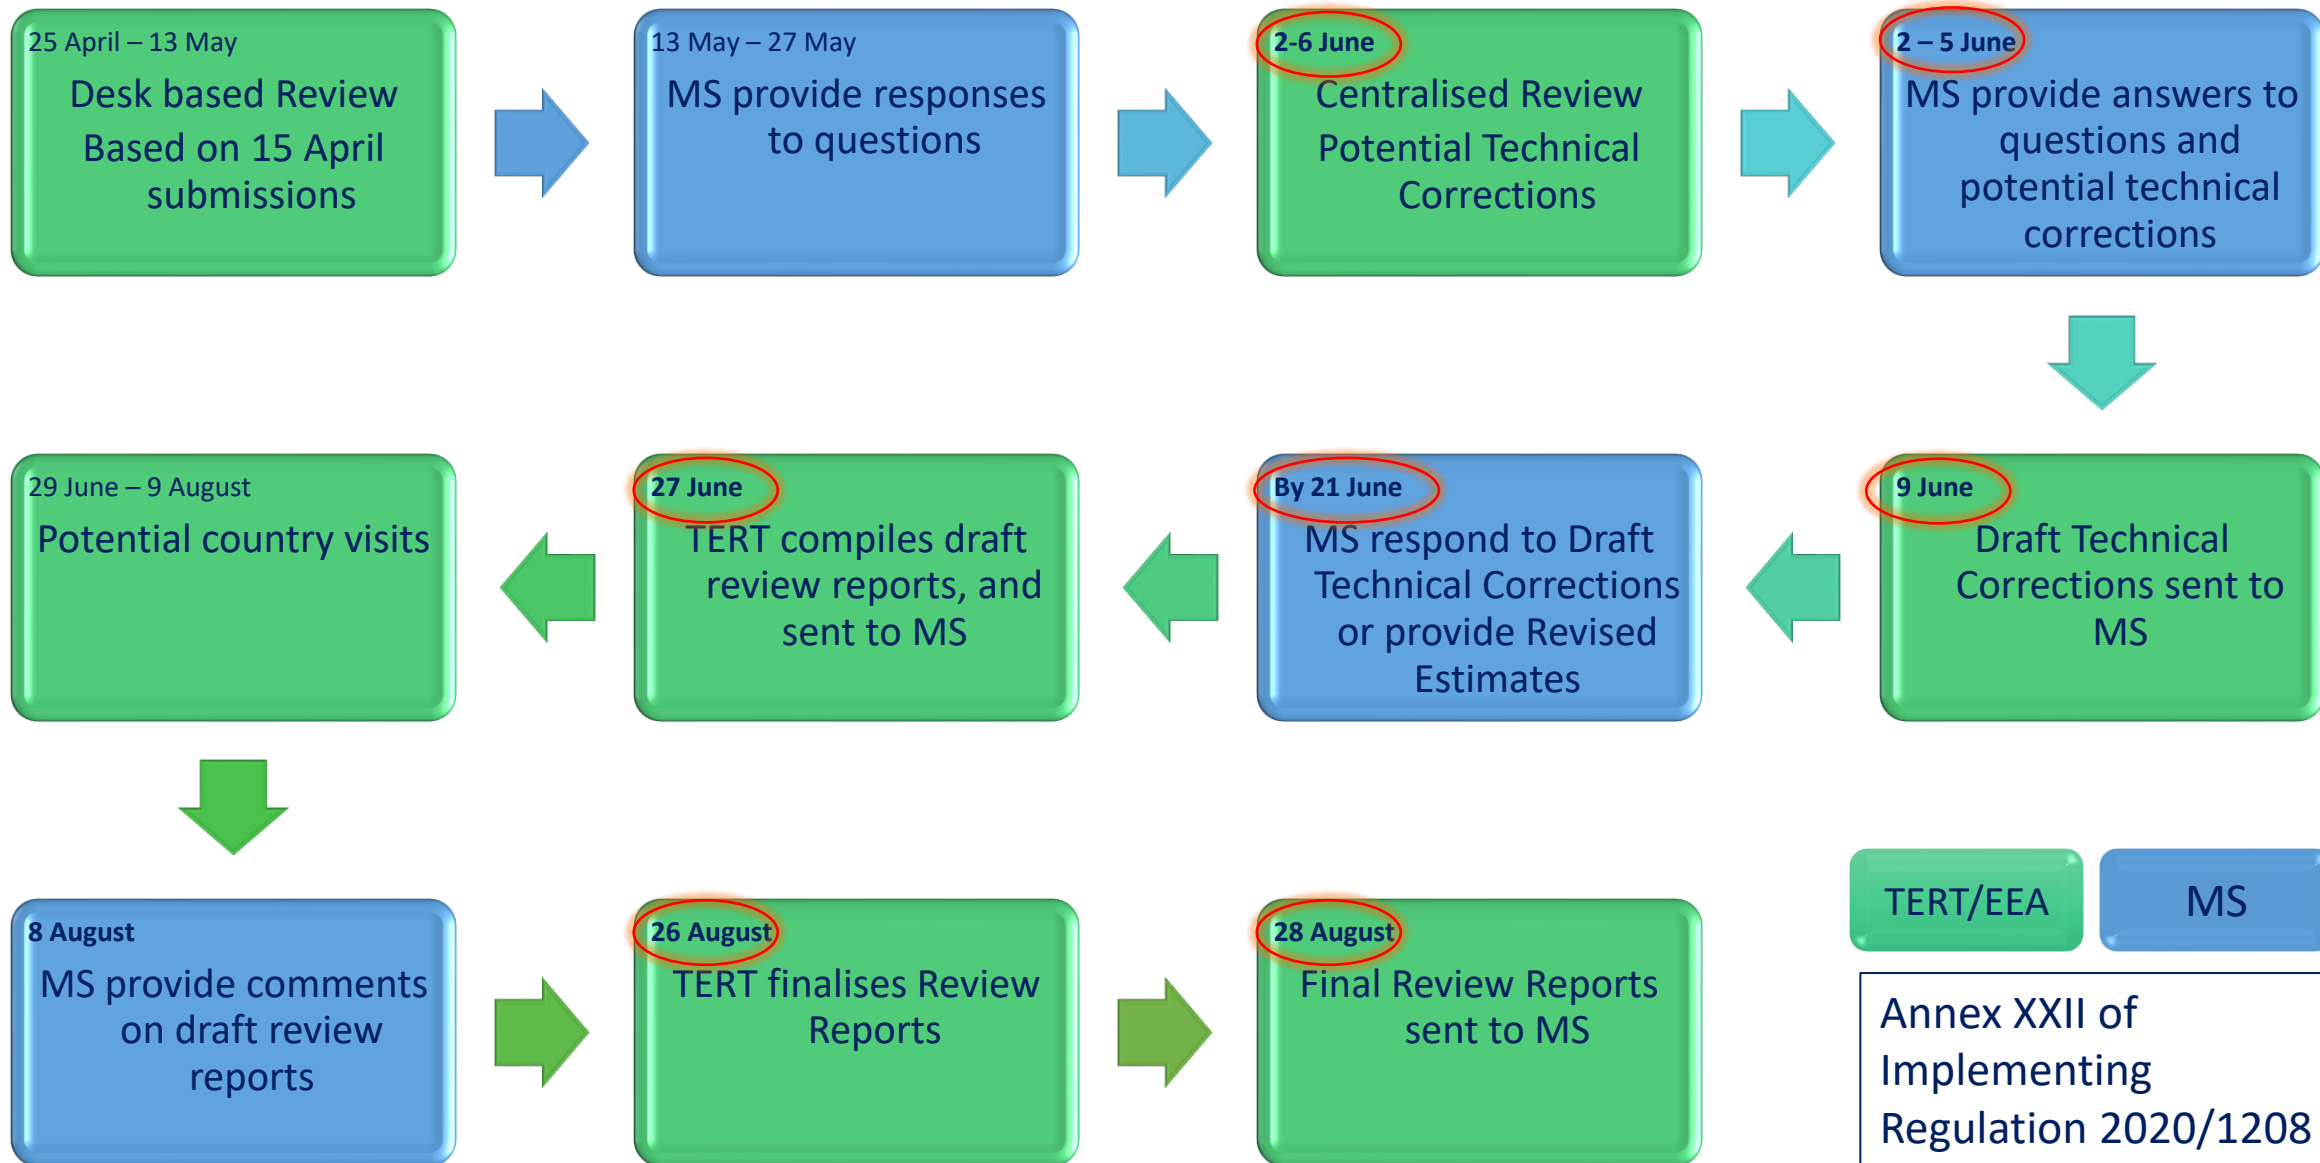 25 April – 13 May
Desk based Review
Based on 15 April
submissions
13 May – 27 May
MS provide responses
to questions
2-6 June
Centralised Review
Potential Technical
Corrections
2 – 5 June
MS provide answers to
questions and
potential technical
corrections
9 June
Draft Technical
Corrections sent to
MS
By 21 June
MS respond to Draft
Technical Corrections
or provide Revised
Estimates
27 June
TERT compiles draft
review reports, and
sent to MS
29 June – 9 August
Potential country visits
8 August
MS provide comments
on draft review
reports
26 August
TERT finalises Review
Reports
28 August
Final Review Reports
sent to MS
TERT/EEA
MS
Annex XXII of
Implementing
Regulation 2020/1208